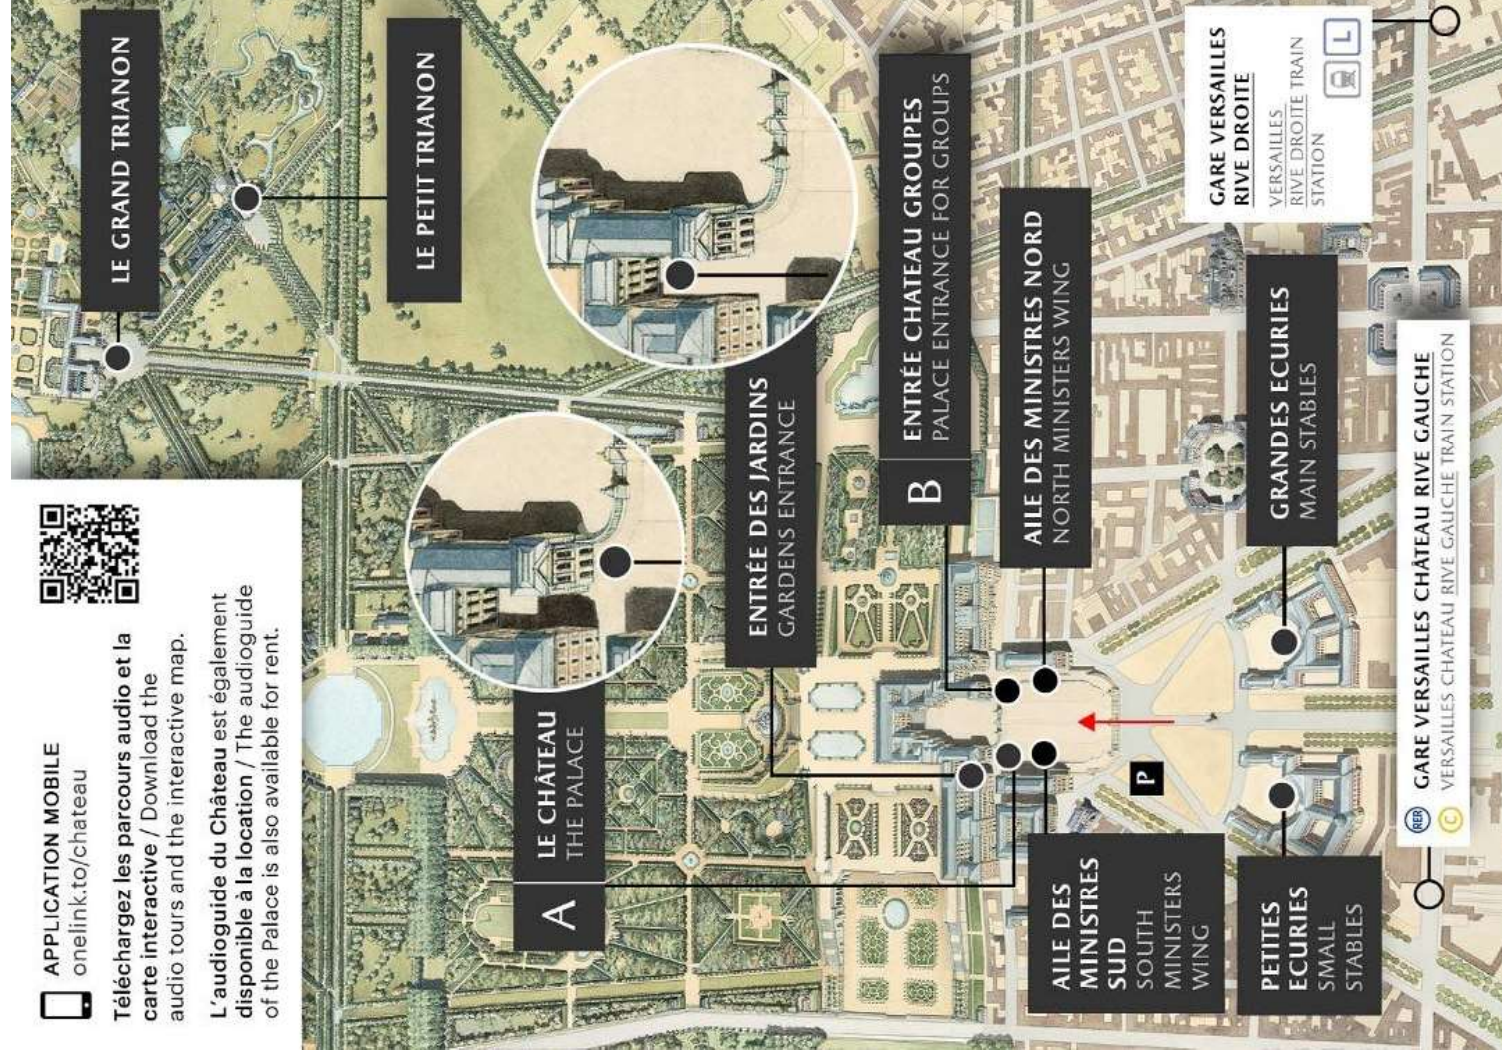 APPLICATION MOBILE
onelink.to/chateau
Téléchargez les parcours audio et la
carte interactive / Download the
audio tours and the interactive map.
L'audioguide du Château est également
disponible à la location / The audioguide
of the Palace is also available for rent.
LE GRAND TRIANON
LE PETIT TRIANON
A
LE CHÂTEAU
THE PALACE
ENTRÉE DES JARDINS
GARDENS ENTRANCE
B
ENTRÉE CHATEAU GROUPES
PALACE ENTRANCE FOR GROUPS
AILE DES MINISTRES NORD
NORTH MINISTERS WING
AILE DES
MINISTRES
SUD
SOUTH
MINISTERS
WING
P
GRANDES ECURIES
MAIN STABLES
PETITES
ECURIES
SMALL
STABLES
GARE VERSAILLES
RIVE DROITE
VERSAILLES
RIVE DROITE TRAIN
STATION
L
RER GARE VERSAILLES CHÂTEAU RIVE GAUCHE
C VERSAILLES CHATEAU RIVE GAUCHE TRAIN STATION